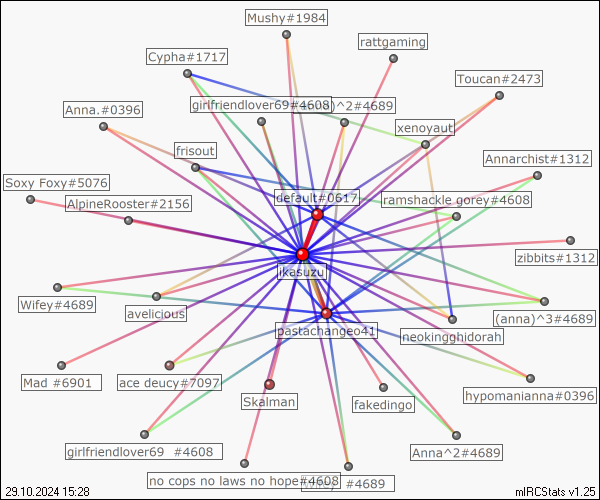 Mushy#1984
rattgaming
Cypha#1717
Toucan#2473
girlfriendlover69#4608
)^2#4689
Anna.#0396
xenoyaut
frisout
Annarchist#1312
Soxy Foxy#5076
default#0617
ramshackle gorey#4608
AlpineRooster#2156
zibbits#1312
ikasuzu
Wifey#4689
avelicious
(anna)^3#4689
pastachangeo41
neokingghidorah
Mad #6901
ace deucy#7097
hypomanianna#0396
Skalman
fakedingo
girlfriendlover69 #4608
Anna^2#4689
no cops no laws no hope#4608
#4689
29.10.2024 15:28
mIRCStats v1.25